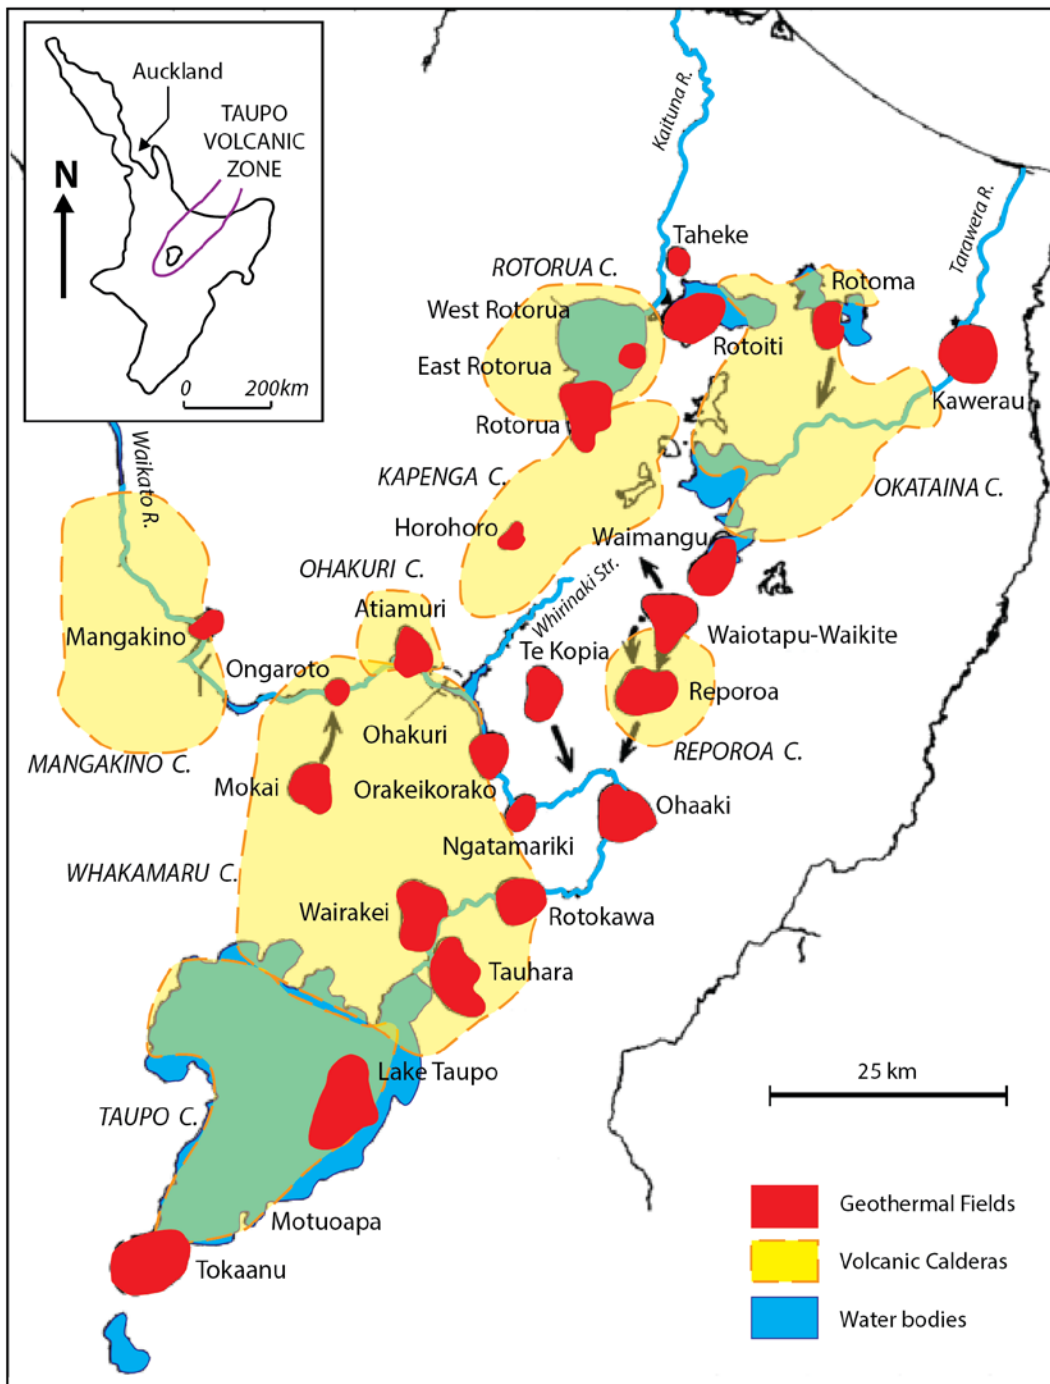 Auckland
TAUPO
VOLCANIC
ZONE
N
0 200km
Kaituna R.
Tarawera R.
Taheke
ROTORUA C.
Rotoma
West Rotorua
Rotoiti
East Rotorua
Kawerau
Rotorua
Waikato R.
KAPENGA C.
OKATAINA C.
Horohoro
Waimangu
OHAKURI C.
Whirinaki Str.
Atiamuri
Mangakino
Waiotapu-Waikite
Te Kopia
Ongaroto
Reporoa
Ohakuri
REPOROA C.
MANGAKINO C.
Mokai
Orakeikorako
Ohaaki
Ngatamariki
WHAKAMARU C.
Wairakei
Rotokawa
Tauhara
Lake Taupo
25 km
TAUPO C.
Geothermal Fields
Motuoapa
Volcanic Calderas
Tokaanu
Water bodies